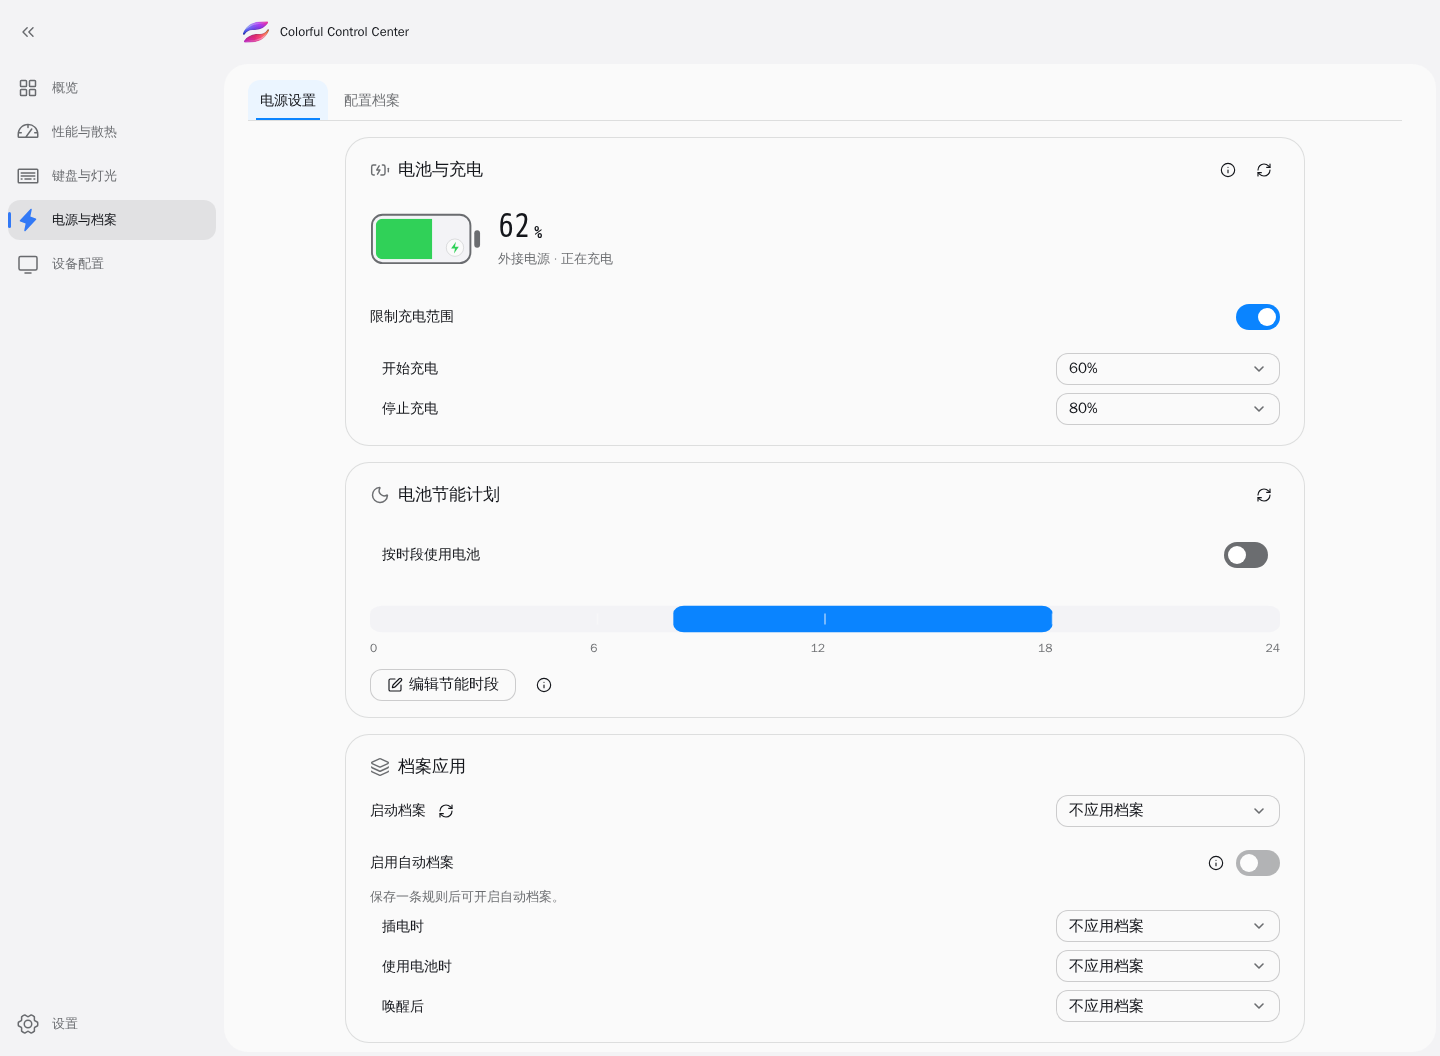 Colorful Control Center
概览
性能与散热
键盘与灯光
电源与档案
设备配置
设置
电源设置
配置档案
电池与充电
62 %
外接电源 · 正在充电
限制充电范围
开始充电
60%
停止充电
80%
电池节能计划
按时段使用电池
0 6 12 18 24
编辑节能时段
档案应用
启动档案
不应用档案
启用自动档案
保存一条规则后可开启自动档案。
插电时
不应用档案
使用电池时
不应用档案
唤醒后
不应用档案